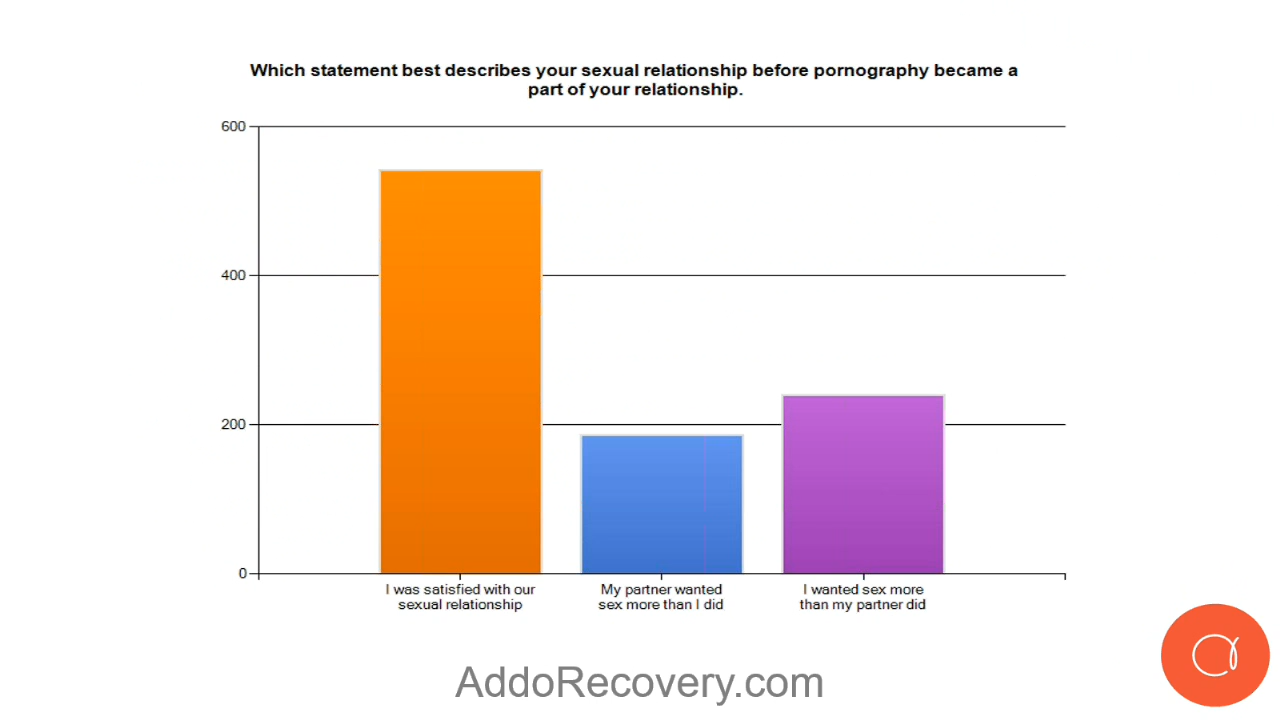 Which statement best describes your sexual relationship before pornography became a
part of your relationship.
600
400
200
0
I was satisfied with our
sexual relationship
My partner wanted
sex more than I did
I wanted sex more
than my partner did
AddoRecovery.com